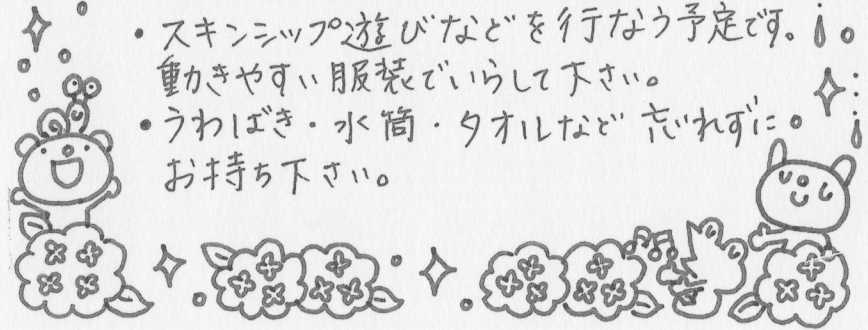 ・スキンシップ遊びなどを行なう予定です。
動きやすい服装でいらして下さい。
・うわばき・水筒・タオルなど忘れずに
お持ち下さい。